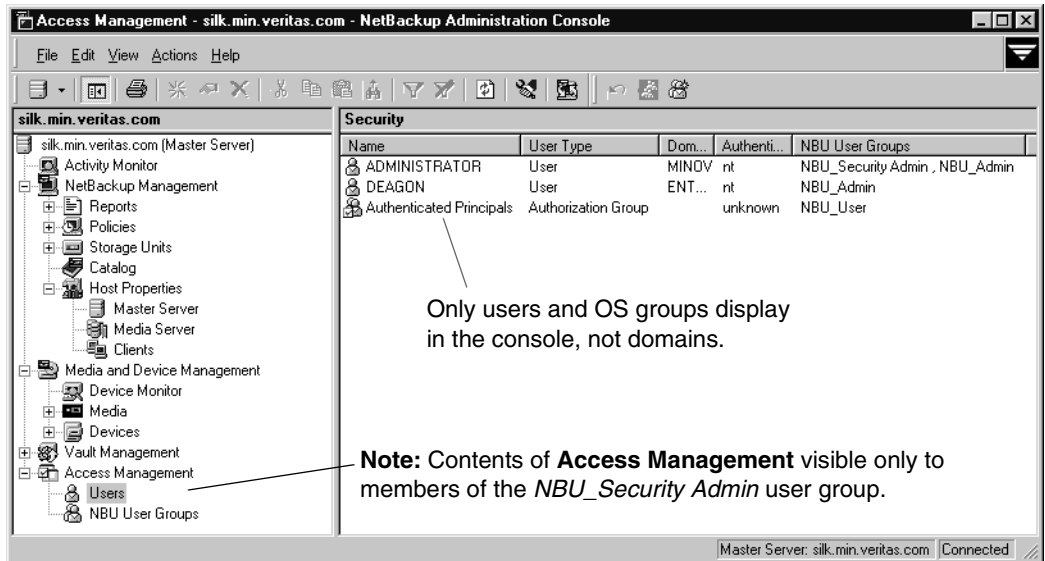 Access Management - silk.min.veritas.com - NetBackup Administration Console
File Edit View Actions Help
silk.min.veritas.com
Security
silk.min.veritas.com (Master Server)
Activity Monitor
NetBackup Management
Reports
Policies
Storage Units
Catalog
Host Properties
Master Server
Media Server
Clients
Media and Device Management
Device Monitor
Media
Devices
Vault Management
Access Management
Users
NBU User Groups
Name User Type Dom... Authenti... NBU User Groups
ADMINISTRATOR User MINOV nt NBU_Security Admin , NBU_Admin
DEAGON User ENT... nt NBU_Admin
Authenticated Principals Authorization Group unknown NBU_User
Only users and OS groups display
in the console, not domains.
Note: Contents of Access Management visible only to
members of the NBU_Security Admin user group.
Master Server: silk.min.veritas.com Connected